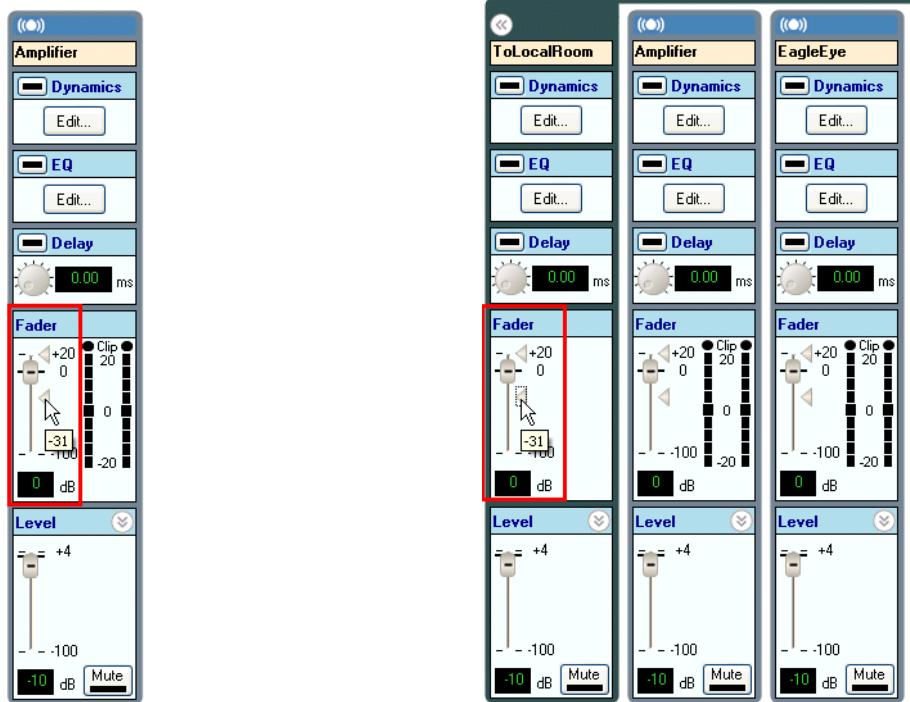 Amplifier
Dynamics
Edit...
EQ
Edit...
Delay
0.00 ms
Fader
+20
0
-31
-100
Clip
20
0
-20
0 dB
Level
+4
-100
-10 dB
Mute
ToLocalRoom
Dynamics
Edit...
EQ
Edit...
Delay
0.00 ms
Fader
+20
0
-31
-100
0 dB
Level
+4
-100
-10 dB
Mute
Amplifier
Dynamics
Edit...
EQ
Edit...
Delay
0.00 ms
Fader
+20
0
-100
Clip
20
0
-20
0 dB
Level
+4
-100
-10 dB
Mute
EagleEye
Dynamics
Edit...
EQ
Edit...
Delay
0.00 ms
Fader
+20
0
-100
Clip
20
0
-20
0 dB
Level
+4
-100
-10 dB
Mute